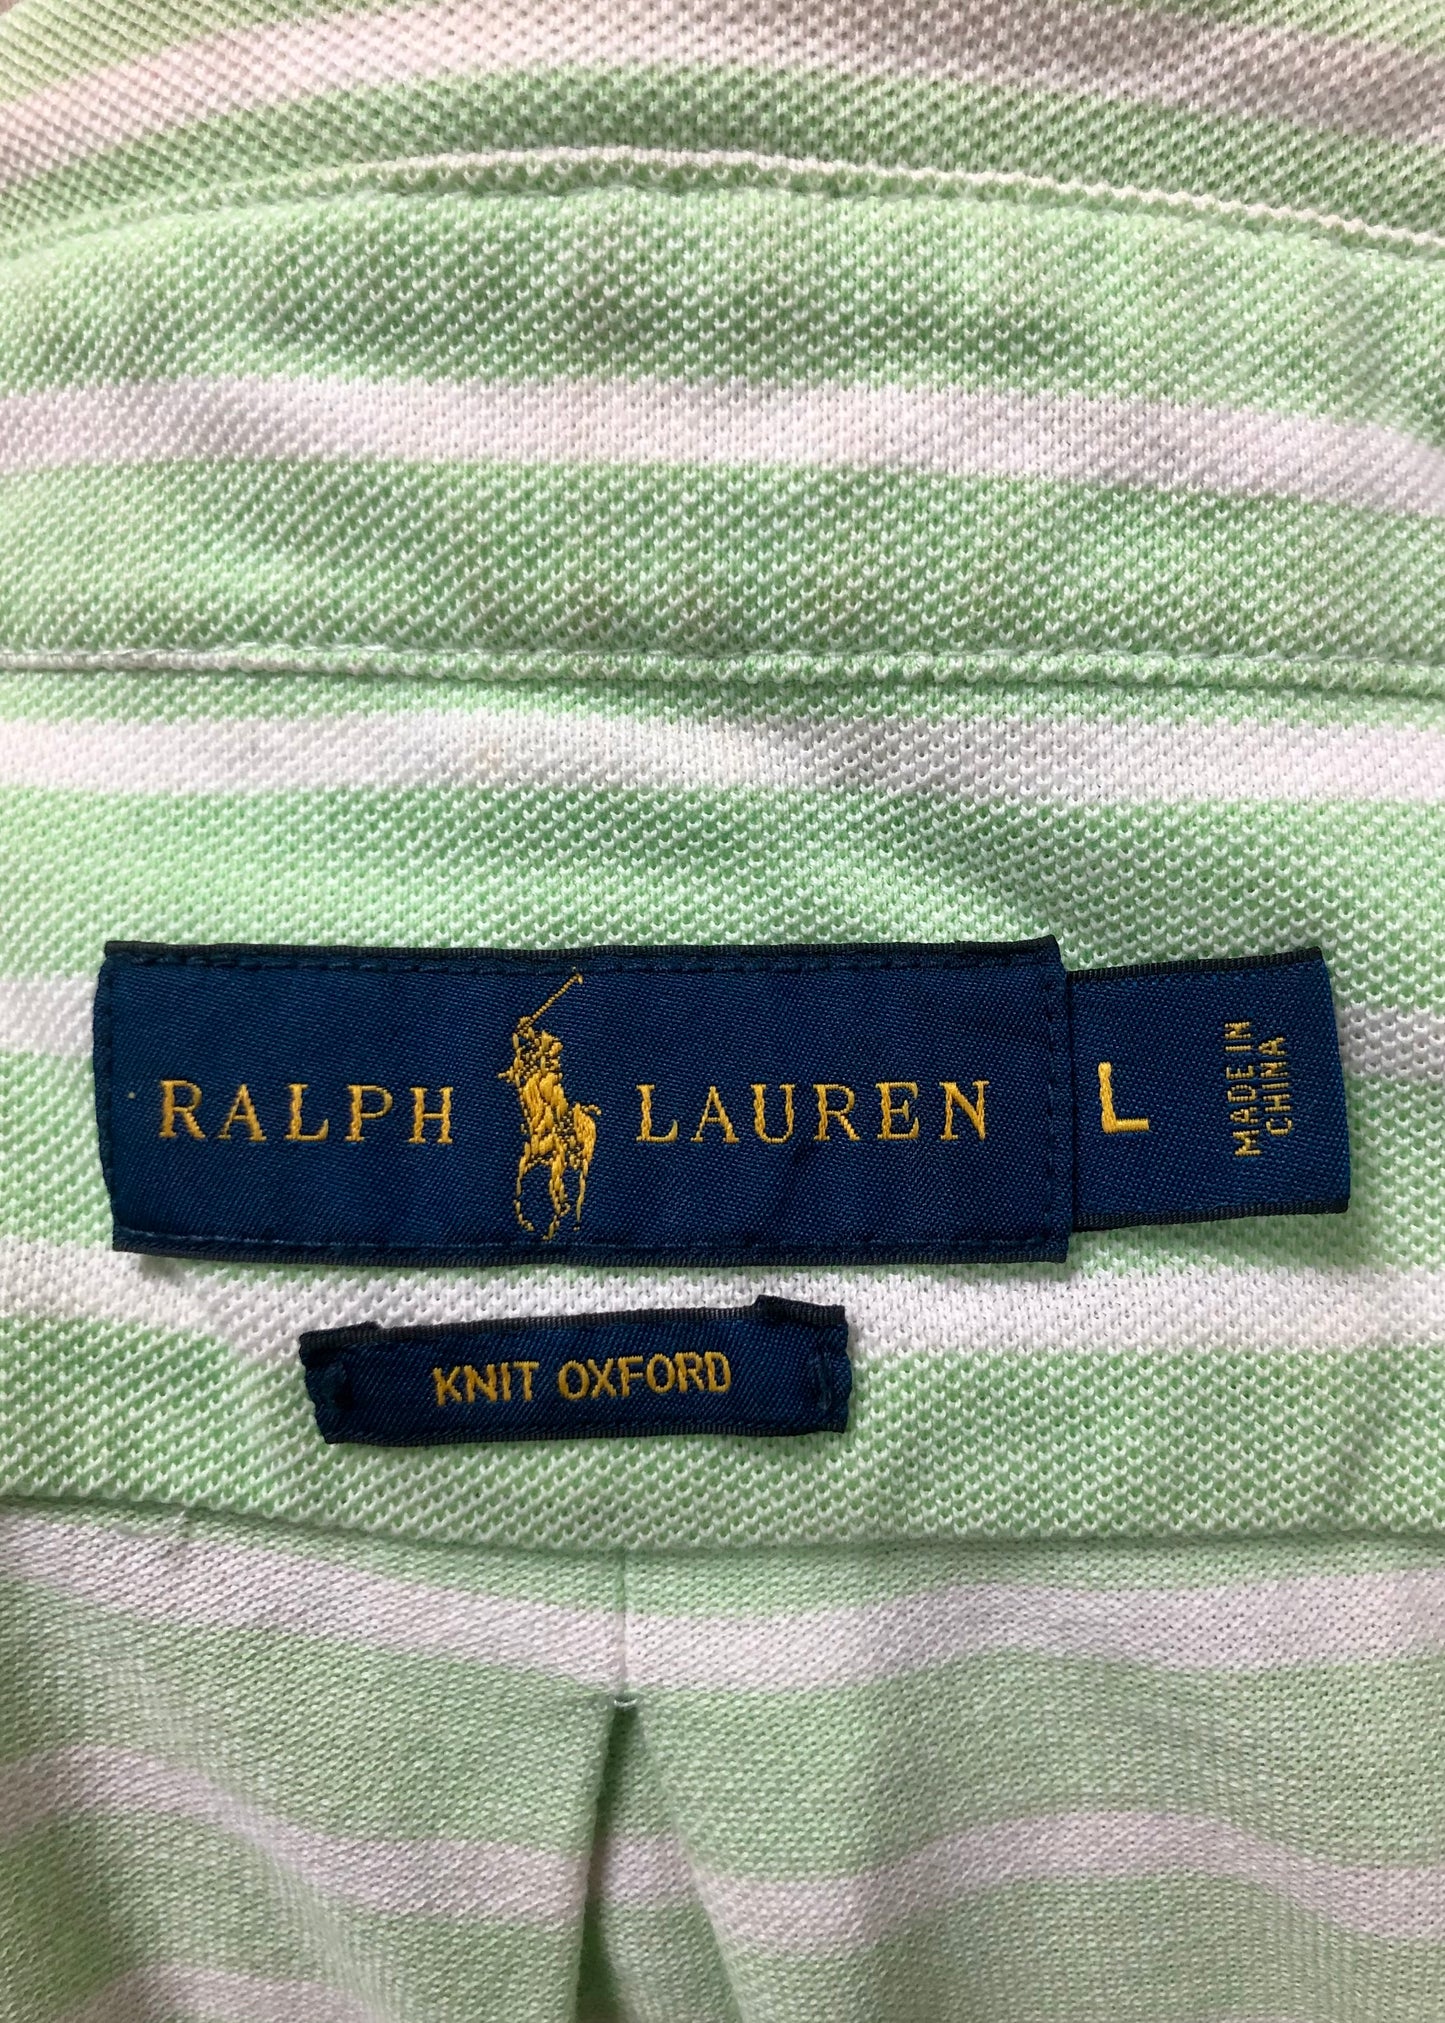 RALPH LAUREN
L
MADE IN
CHINA
KNIT OXFORD